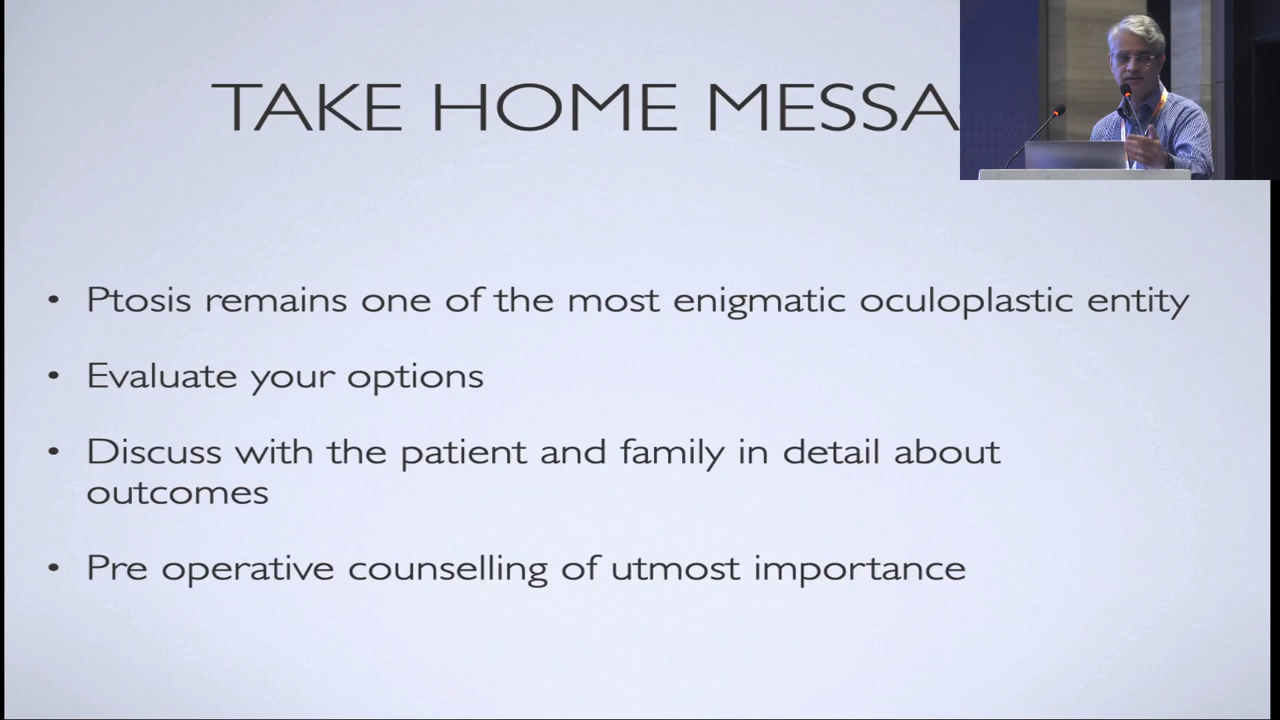 TAKE HOME MESSA
• Ptosis remains one of the most enigmatic oculoplastic entity
• Evaluate your options
• Discuss with the patient and family in detail about
outcomes
• Pre operative counselling of utmost importance